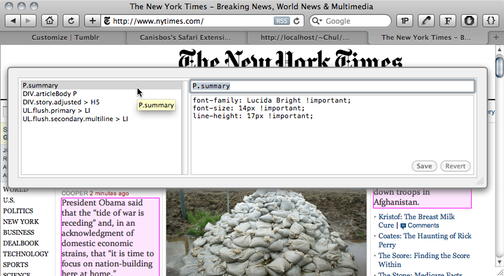 The New York Times - Breaking News, World News & Multimedia
http://www.nytimes.com/
RSS
Google
Customize | Tumblr
Canisbos's Safari Extensi...
http://localhost/~Chul/...
The New York Times - B...
The New York Times
P.summary
DIV.articleBody P
DIV.story.adjusted > H5
UL.flush.primary > LI
UL.flush.secondary.multiline > LI
P.summary
P.summary
font-family: Lucida Bright !important;
font-size: 14px !important;
line-height: 17px !important;
Save
Revert
WORLD
U.S.
POLITICS
NEW YORK
BUSINESS
DEALBOOK
TECHNOLOGY
SPORTS
SCIENCE
COOPER 2 minutes ago
President Obama said
that the "tide of war is
receding" and, in an
acknowledgment of
domestic economic
strains, that "it is time to
focus on nation-building
here at home."
down troops in
Afghanistan.
Kristof: The Breast Milk
Cure | Comments
Coates: The Haunting of
Rick Perry
The Stone: Medicare Facts